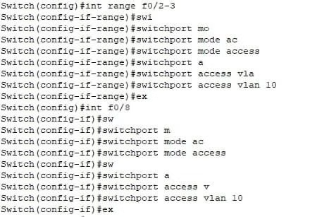 Switch(config)#int range f0/2-3
Switch(config-if-range)#swi
Switch(config-if-range)#switchport mo
Switch(config-if-range)#switchport mode ac
Switch(config-if-range)#switchport mode access
Switch(config-if-range)#switchport a
Switch(config-if-range)#switchport access vla
Switch(config-if-range)#switchport access vlan 10
Switch(config-if-range)#ex
Switch(config)#int f0/8
Switch(config-if)#sw
Switch(config-if)#switchport m
Switch(config-if)#switchport mode ac
Switch(config-if)#switchport mode access
Switch(config-if)#sw
Switch(config-if)#switchport a
Switch(config-if)#switchport access v
Switch(config-if)#switchport access vlan 10
Switch(config-if)#ex